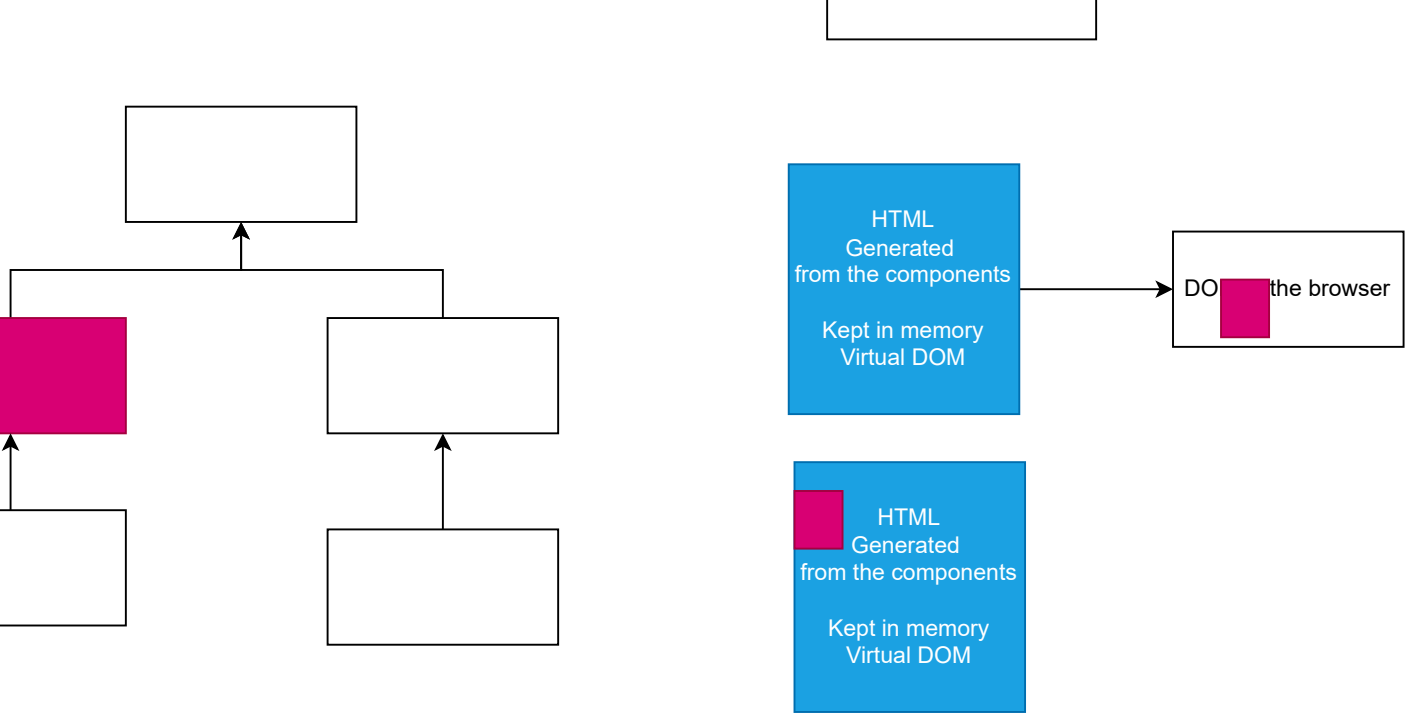 HTML
Generated
from the components
Kept in memory
Virtual DOM
DO the browser
HTML
Generated
from the components
Kept in memory
Virtual DOM